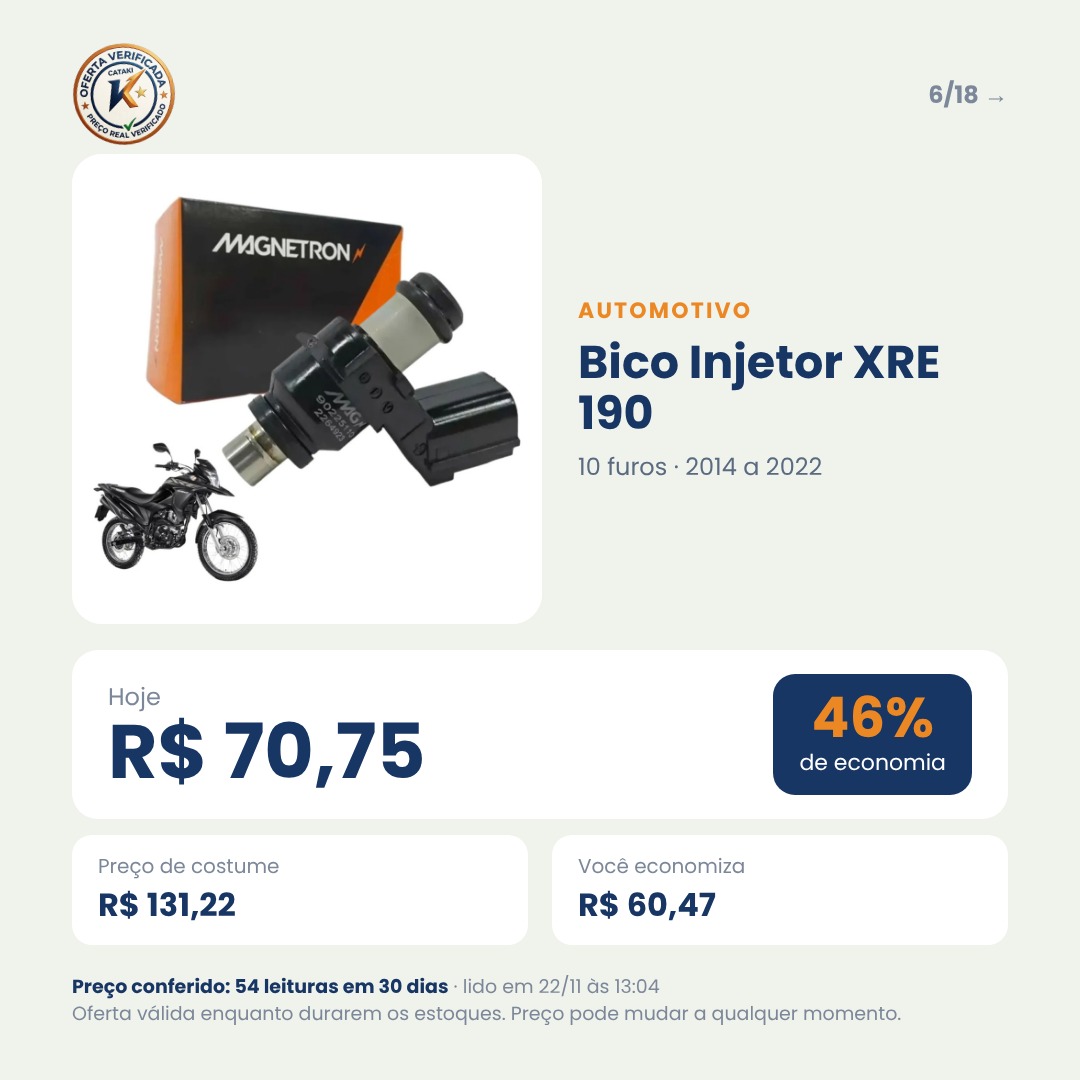 OFERTA VERIFICADA
CATAKI
K
PREÇO REAL VERIFICADO
6/18 →
MAGNETRON
MAGNETRON
MAG
AUTOMOTIVO
Bico Injetor XRE
190
10 furos · 2014 a 2022
Hoje
R$ 70,75
46%
de economia
Preço de costume
R$ 131,22
Você economiza
R$ 60,47
Preço conferido: 54 leituras em 30 dias · lido em 22/11 às 13:04
Oferta válida enquanto durarem os estoques. Preço pode mudar a qualquer momento.